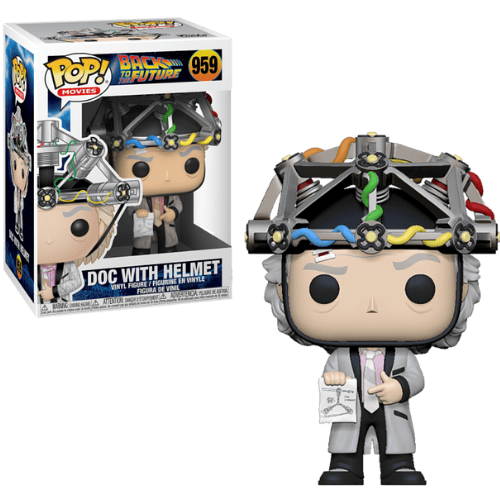 POP!
MOVIES
BACK
TO THE
FUTURE
959
DOC WITH HELMET
VINYL FIGURE / FIGURINE EN VINYLE
FIGURA DE VINIL